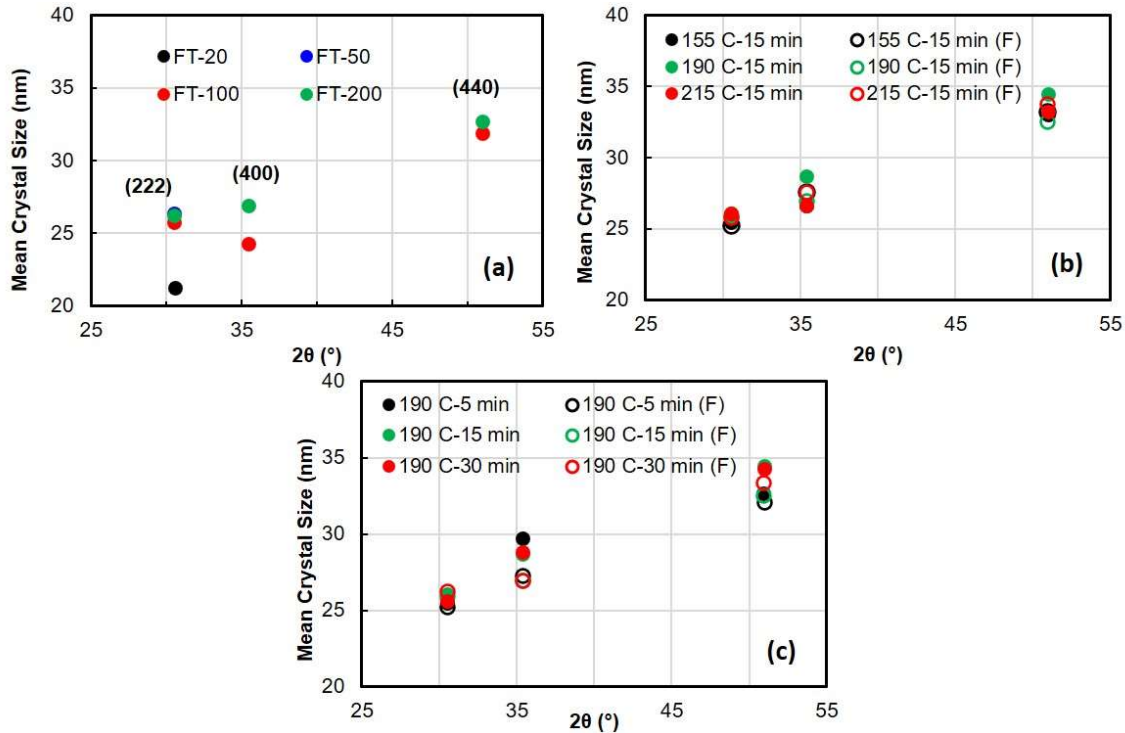 40
35
30
25
20
Mean Crystal Size (nm)
FT-20 FT-50
FT-100 FT-200
(440)
(400)
(222)
(a)
25 35 45 55
2θ (°)
40
35
30
25
20
Mean Crystal Size (nm)
155 C-15 min 155 C-15 min (F)
190 C-15 min 190 C-15 min (F)
215 C-15 min 215 C-15 min (F)
(b)
25 35 45 55
2θ (°)
40
35
30
25
20
Mean Crystal Size (nm)
190 C-5 min 190 C-5 min (F)
190 C-15 min 190 C-15 min (F)
190 C-30 min 190 C-30 min (F)
(c)
25 35 45 55
2θ (°)